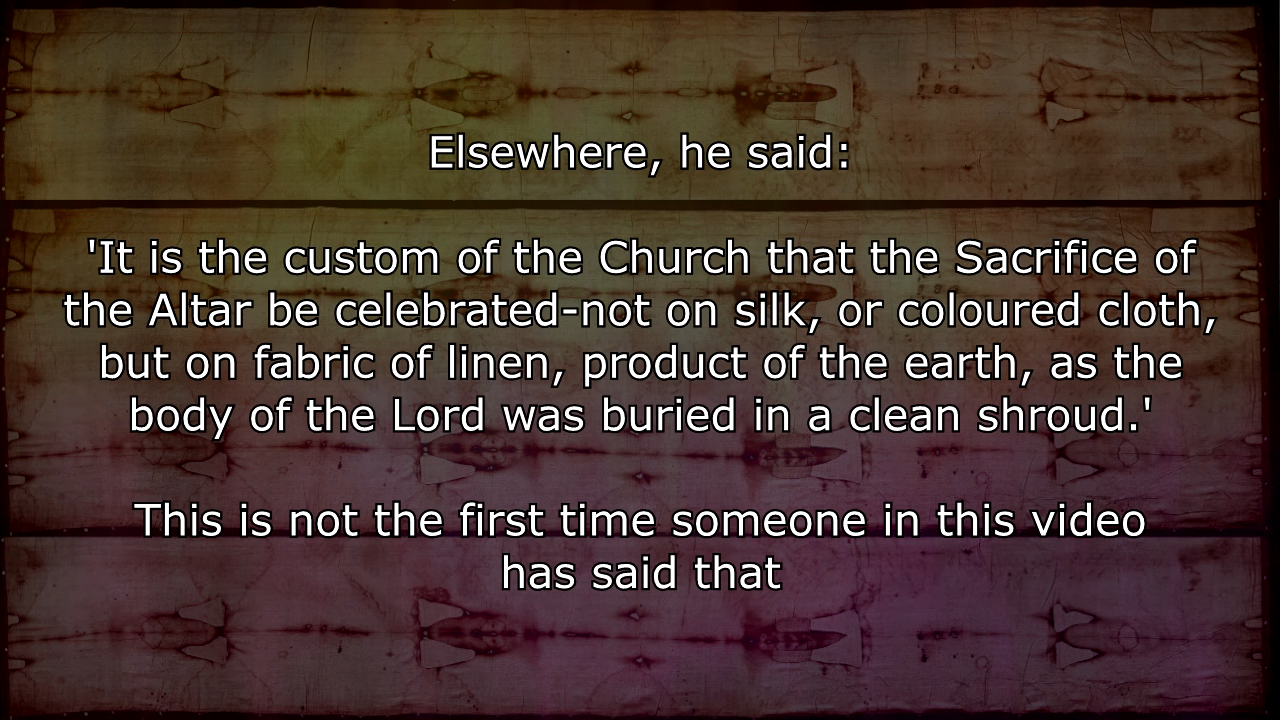 Elsewhere, he said:
'It is the custom of the Church that the Sacrifice of
the Altar be celebrated-not on silk, or coloured cloth,
but on fabric of linen, product of the earth, as the
body of the Lord was buried in a clean shroud.'
This is not the first time someone in this video
has said that